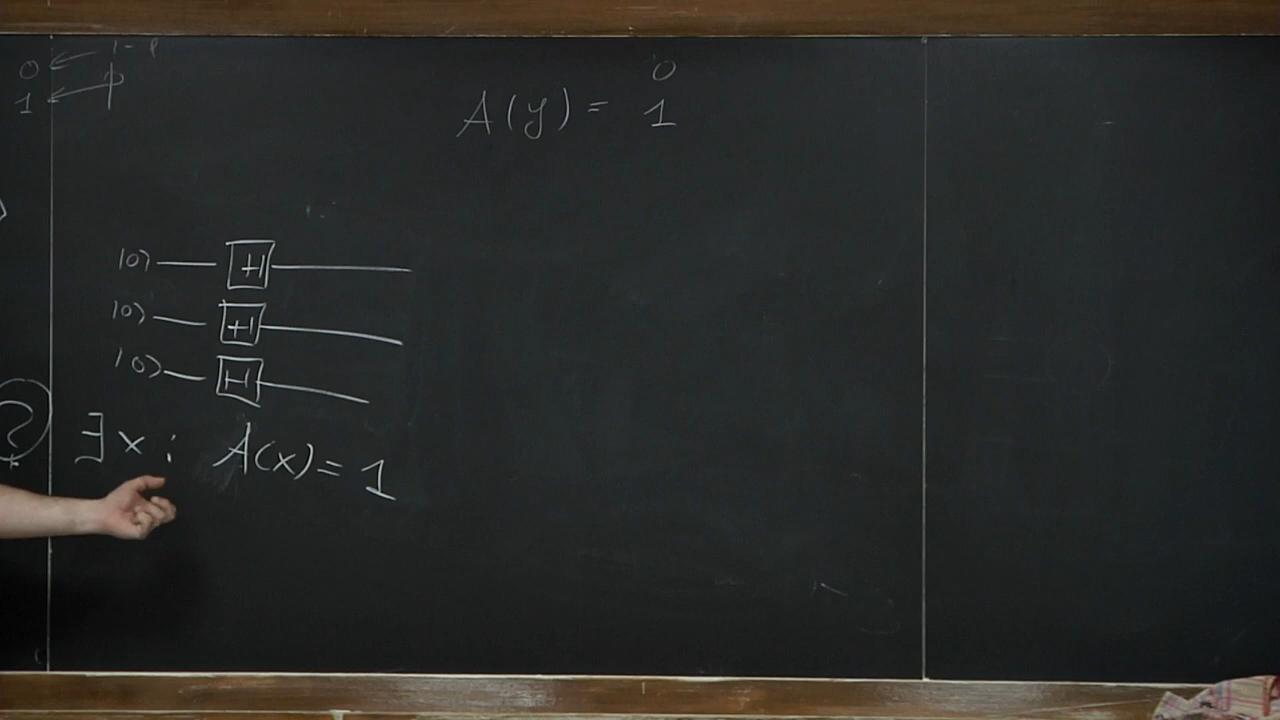 0 ← 1-p
1 ← p
0
A(y) = 1
|0⟩ — H —
|0⟩ — H —
|0⟩ — H —
?
∃ x : A(x) = 1